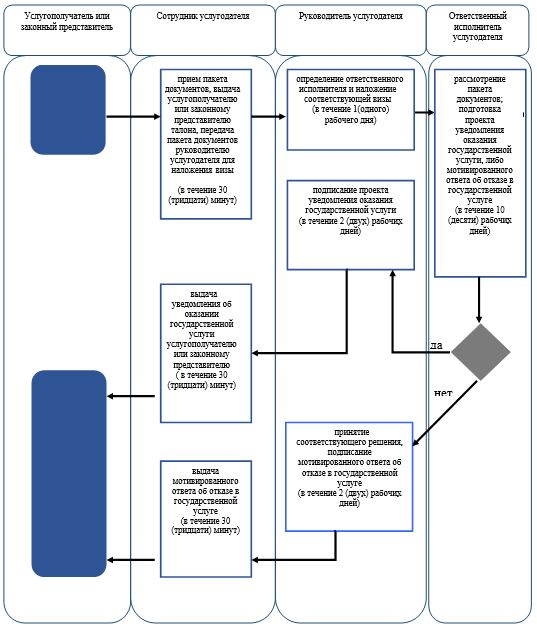 Услугополучатель или
законный представитель
Сотрудник услугодателя
Руководитель услугодателя
Ответственный
исполнитель
услугодателя
прием пакета
документов, выдача
услугополучателю
или законному
представителю
талона, передача
пакета документов
руководителю
услугодателя для
наложения визы
(в течение 30
(тридцати) минут)
определение ответственного
исполнителя и наложение
соответствующей визы
(в течение 1(одного)
рабочего дня)
рассмотрение
пакета
документов;
подготовка
проекта
уведомления
оказания
государственной
услуги, либо
мотивированного
ответа об отказе в
государственной
услуге
(в течение 10
(десяти) рабочих
дней)
подписание проекта
уведомления оказания
государственной услуги
(в течение 2 (двух) рабочих
дней)
выдача
уведомления об
оказании
государственной
услуги
услугополучателю
или законному
представителю
( в течение 30
(тридцати) минут)
да
нет
принятие
соответствующего решения,
подписание
мотивированного ответа об
отказе в государственной
услуге
(в течение 2 (двух) рабочих
дней)
выдача
мотивированного
ответа об отказе в
государственной
услуге
(в течение 30
(тридцати) минут)